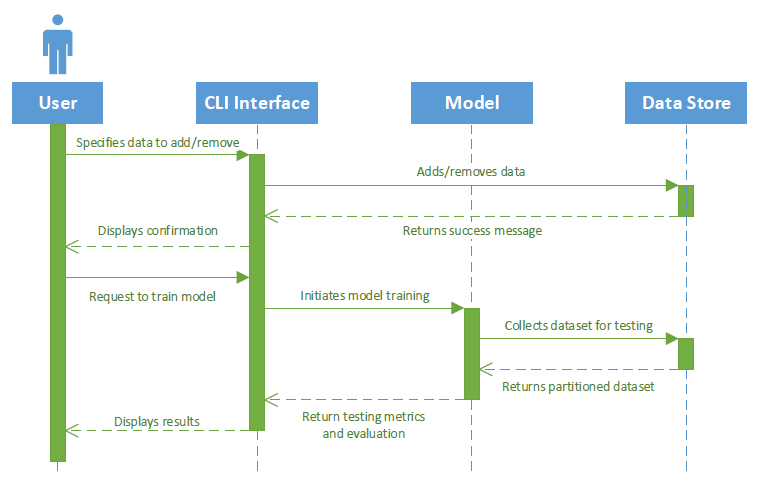 User
CLI Interface
Model
Data Store
Specifies data to add/remove
Adds/removes data
Displays confirmation
Returns success message
Request to train model
Initiates model training
Collects dataset for testing
Returns partitioned dataset
Displays results
Return testing metrics
and evaluation